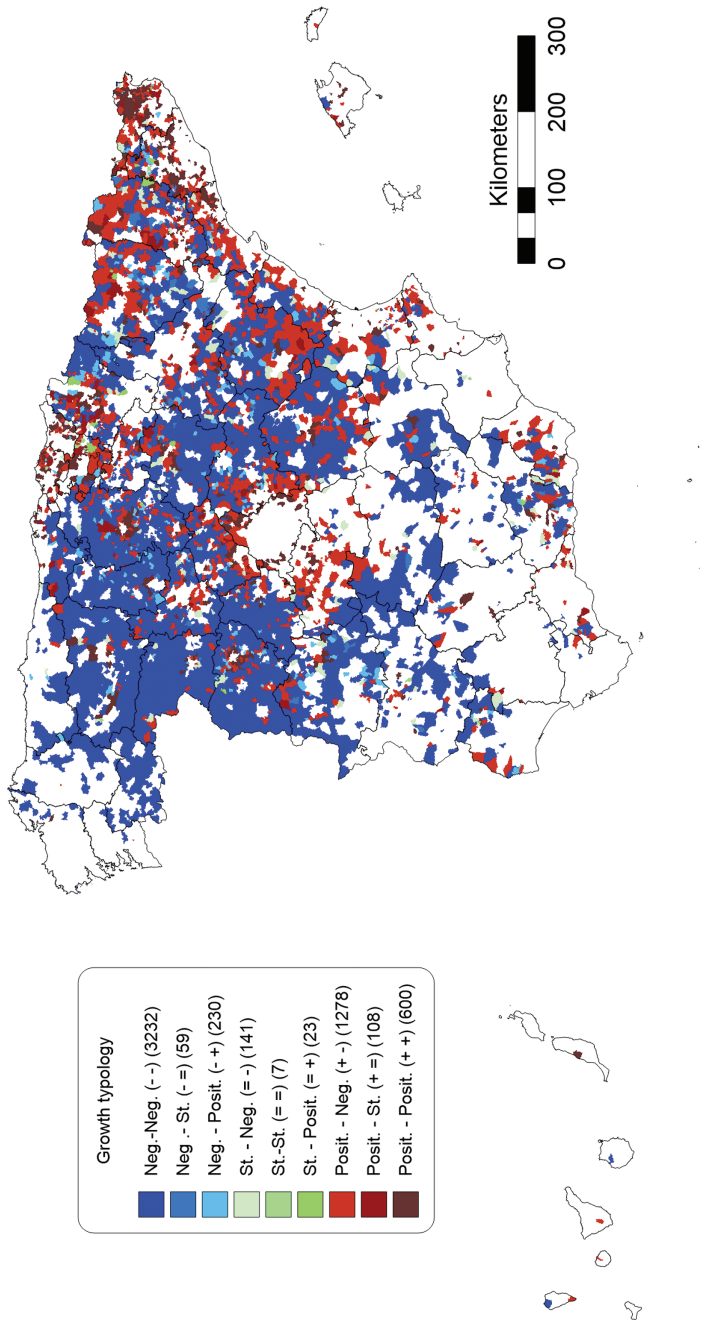 Growth typology
Neg.-Neg. (- -) (3232)
Neg .- St. (- =) (59)
Neg. - Posit. (- +) (230)
St. - Neg. (= -) (141)
St.-St. (= =) (7)
St. - Posit. (= +) (23)
Posit. - Neg. (+ -) (1278)
Posit. - St. (+ =) (108)
Posit. - Posit. (+ +) (600)
Kilometers
0 100 200 300